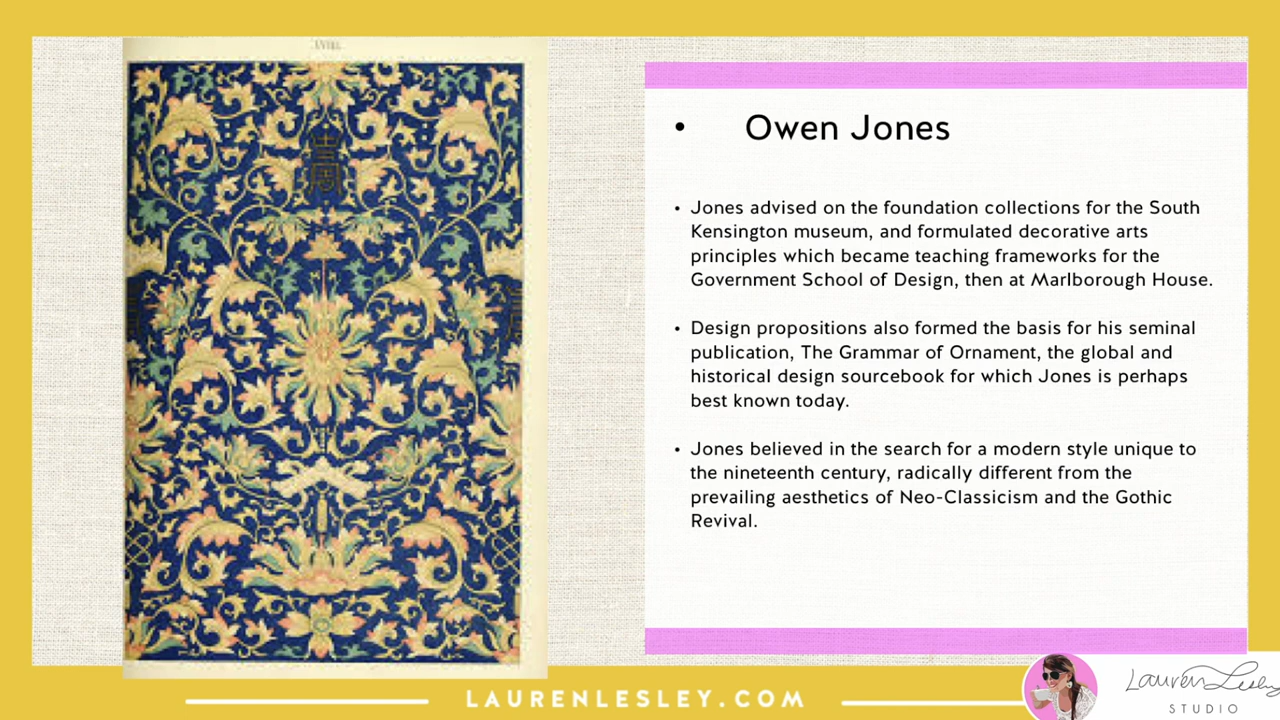 • Owen Jones
• Jones advised on the foundation collections for the South
Kensington museum, and formulated decorative arts
principles which became teaching frameworks for the
Government School of Design, then at Marlborough House.
• Design propositions also formed the basis for his seminal
publication, The Grammar of Ornament, the global and
historical design sourcebook for which Jones is perhaps
best known today.
• Jones believed in the search for a modern style unique to
the nineteenth century, radically different from the
prevailing aesthetics of Neo-Classicism and the Gothic
Revival.
LAURENLESLEY.COM
Lauren Lesley
STUDIO